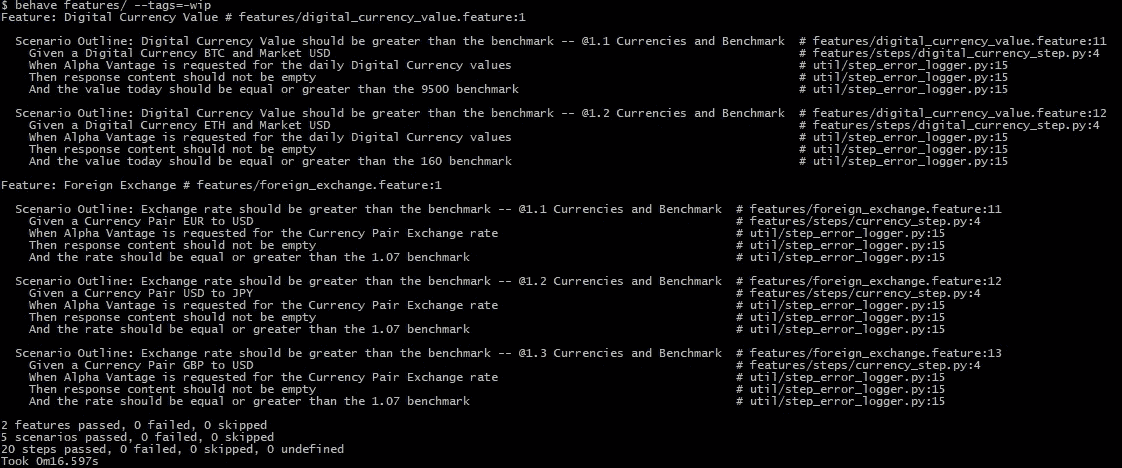 $ behave features/ --tags=-wip
Feature: Digital Currency Value # features/digital_currency_value.feature:1
Scenario Outline: Digital Currency Value should be greater than the benchmark -- @1.1 Currencies and Benchmark # features/digital_currency_value.feature:11
Given a Digital Currency BTC and Market USD # features/steps/digital_currency_step.py:4
When Alpha Vantage is requested for the daily Digital Currency values # util/step_error_logger.py:15
Then response content should not be empty # util/step_error_logger.py:15
And the value today should be equal or greater than the 9500 benchmark # util/step_error_logger.py:15
Scenario Outline: Digital Currency Value should be greater than the benchmark -- @1.2 Currencies and Benchmark # features/digital_currency_value.feature:12
Given a Digital Currency ETH and Market USD # features/steps/digital_currency_step.py:4
When Alpha Vantage is requested for the daily Digital Currency values # util/step_error_logger.py:15
Then response content should not be empty # util/step_error_logger.py:15
And the value today should be equal or greater than the 160 benchmark # util/step_error_logger.py:15
Feature: Foreign Exchange # features/foreign_exchange.feature:1
Scenario Outline: Exchange rate should be greater than the benchmark -- @1.1 Currencies and Benchmark # features/foreign_exchange.feature:11
Given a Currency Pair EUR to USD # features/steps/currency_step.py:4
When Alpha Vantage is requested for the Currency Pair Exchange rate # util/step_error_logger.py:15
Then response content should not be empty # util/step_error_logger.py:15
And the rate should be equal or greater than the 1.07 benchmark # util/step_error_logger.py:15
Scenario Outline: Exchange rate should be greater than the benchmark -- @1.2 Currencies and Benchmark # features/foreign_exchange.feature:12
Given a Currency Pair USD to JPY # features/steps/currency_step.py:4
When Alpha Vantage is requested for the Currency Pair Exchange rate # util/step_error_logger.py:15
Then response content should not be empty # util/step_error_logger.py:15
And the rate should be equal or greater than the 1.07 benchmark # util/step_error_logger.py:15
Scenario Outline: Exchange rate should be greater than the benchmark -- @1.3 Currencies and Benchmark # features/foreign_exchange.feature:13
Given a Currency Pair GBP to USD # features/steps/currency_step.py:4
When Alpha Vantage is requested for the Currency Pair Exchange rate # util/step_error_logger.py:15
Then response content should not be empty # util/step_error_logger.py:15
And the rate should be equal or greater than the 1.07 benchmark # util/step_error_logger.py:15
2 features passed, 0 failed, 0 skipped
5 scenarios passed, 0 failed, 0 skipped
20 steps passed, 0 failed, 0 skipped, 0 undefined
Took 0m16.597s